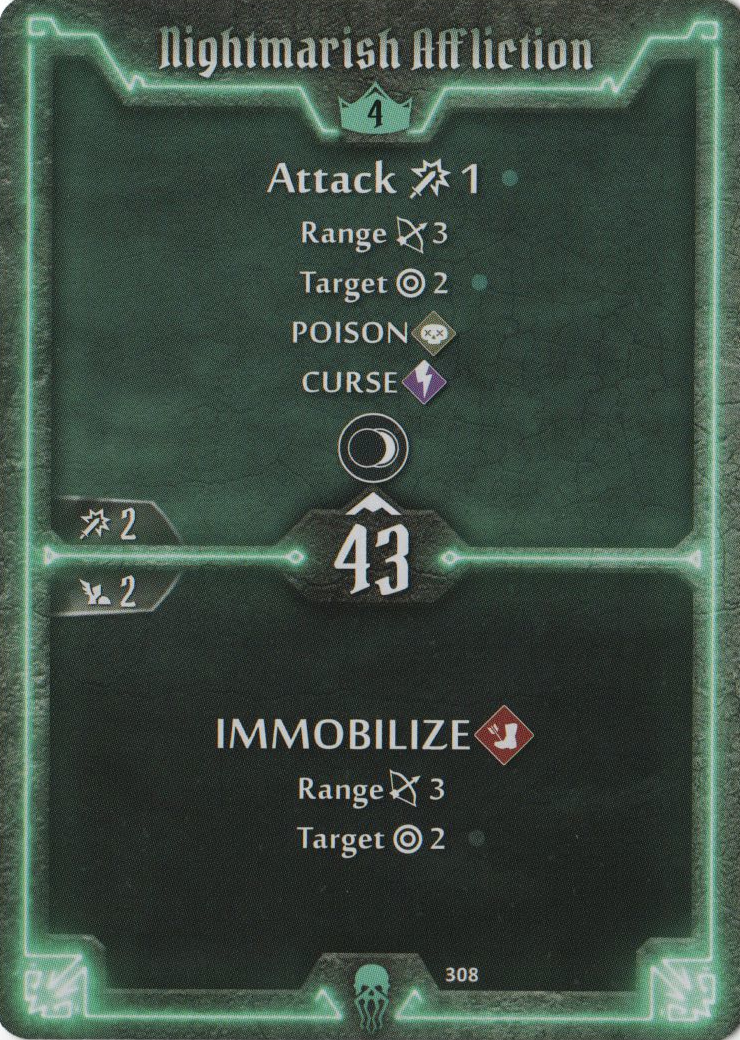 Nightmarish Affliction
4
Attack 1
Range 3
Target 2
POISON
CURSE
2
43
2
IMMOBILIZE
Range 3
Target 2
308